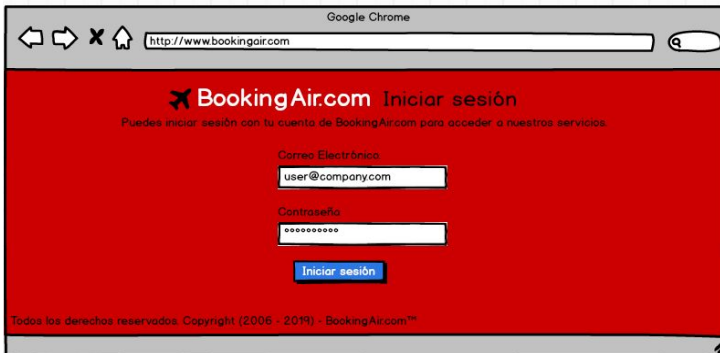 Google Chrome
http://www.bookingair.com
BookingAir.com Iniciar sesión
Puedes iniciar sesión con tu cuenta de BookingAir.com para acceder a nuestros servicios.
Correo Electrónico
user@company.com
Contraseña
Iniciar sesión
Todos los derechos reservados. Copyright (2006 - 2019) - BookingAir.com™